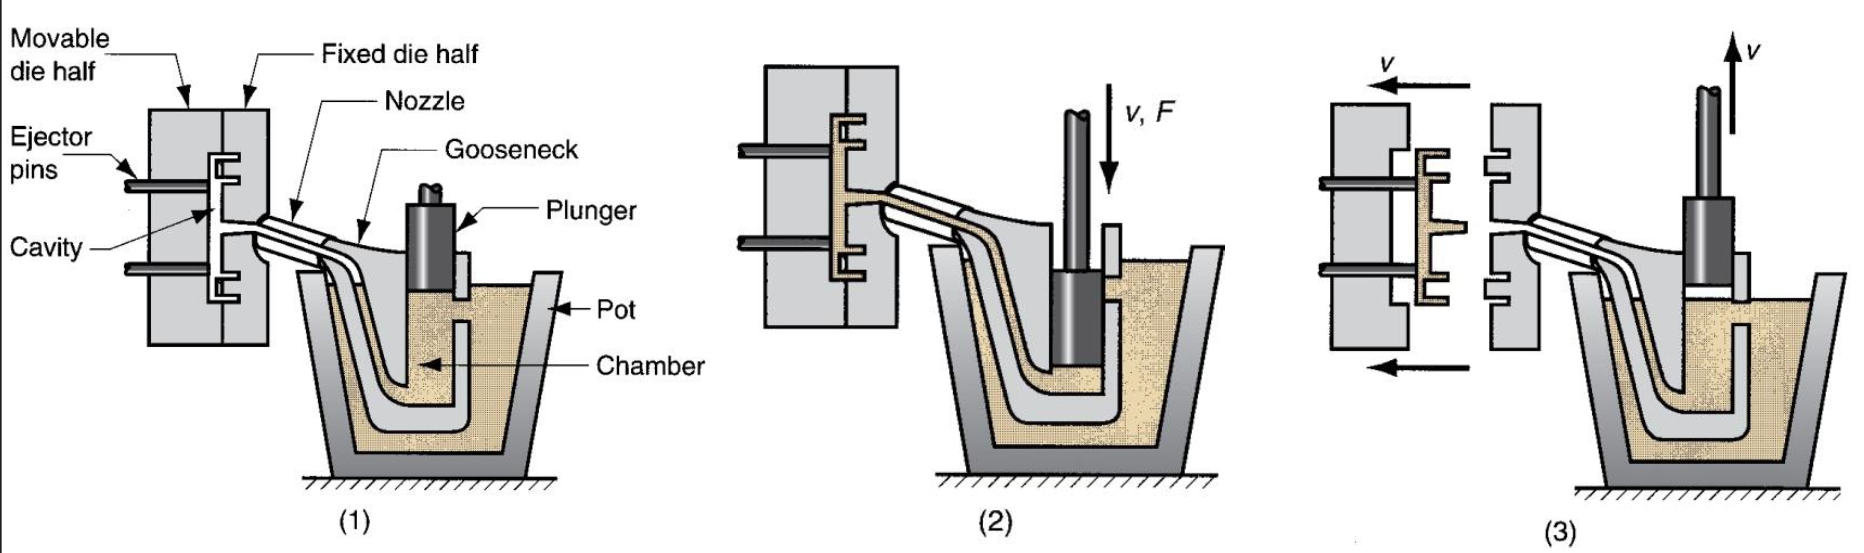 Movable
die half
Fixed die half
Nozzle
Ejector
pins
Gooseneck
Plunger
Cavity
Pot
Chamber
(1)
v, F
(2)
v
v
(3)